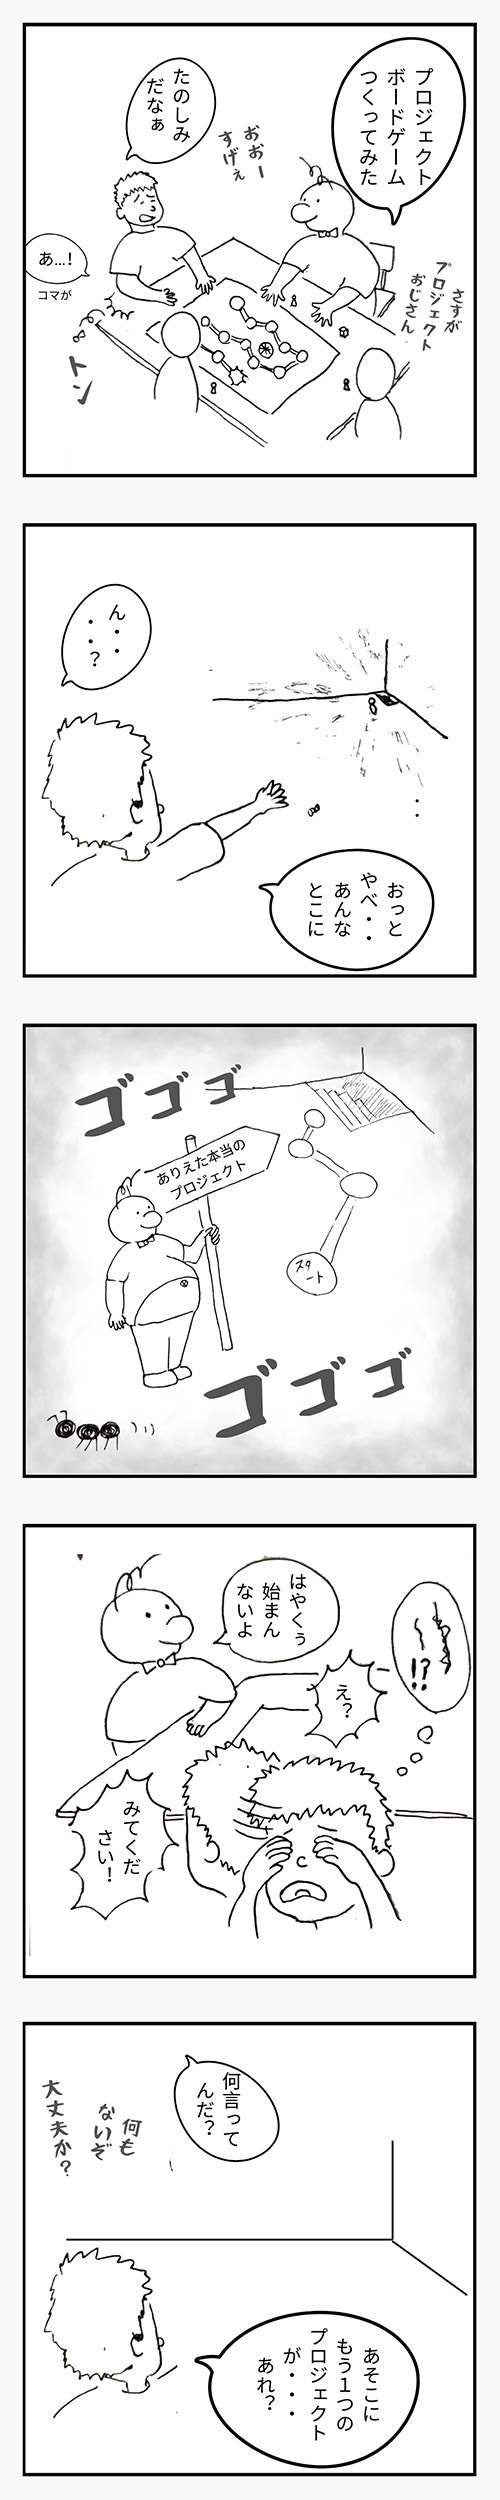 プロジェクト
ボードゲーム
つくってみた
たのしみ
だなぁ
おおー
すげぇ
さすが
プロジェクト
おじさん
あ…!
コマが
トン
ん・・
・・?
おっと
やべ・・
あんな
とこに
ゴゴゴ
ありえた本当の
プロジェクト
スタ
ート
ゴゴゴ
はやくぅ
始まん
ないよ
え?
!?
みてくだ
さい!
何言って
んだ?
何も
ないぞ
大丈夫か?
あそこに
もう1つの
プロジェクト
が・・・
あれ?